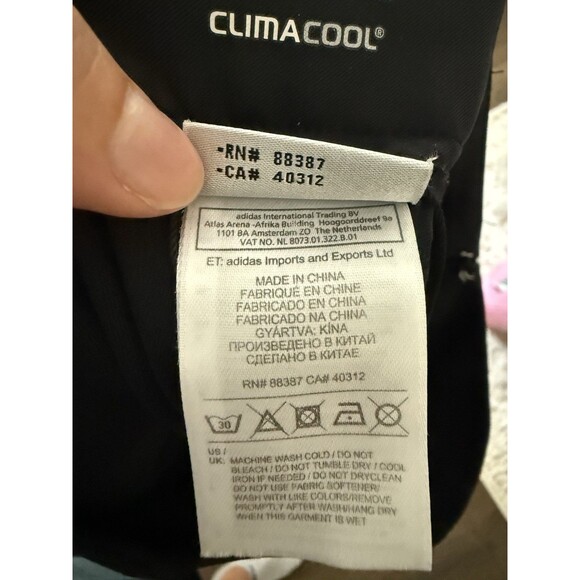 CLIMACOOL®
-RN# 88387
-CA# 40312
adidas International Trading BV
Atlas Arena -Afrika Building Hoogoorddreef 9a
1101 BA Amsterdam ZO The Netherlands
VAT NO. NL 8073.01.322.B.01
ET: adidas Imports and Exports Ltd
MADE IN CHINA
FABRIQUÉ EN CHINE
FABRICADO EN CHINA
FABRICADO NA CHINA
GYÁRTVA: KÍNA
ПРОИЗВЕДЕНО В КИТАЙ
СДЕЛАНО В КИТАЕ
RN# 88387 CA# 40312
30
US /
UK: MACHINE WASH COLD / DO NOT
BLEACH / DO NOT TUMBLE DRY / COOL
IRON IF NEEDED / DO NOT DRYCLEAN
DO NOT USE FABRIC SOFTENER/
WASH WITH LIKE COLORS/REMOVE
PROMPTLY AFTER WASH/HANG DRY
WHEN THIS GARMENT IS WET